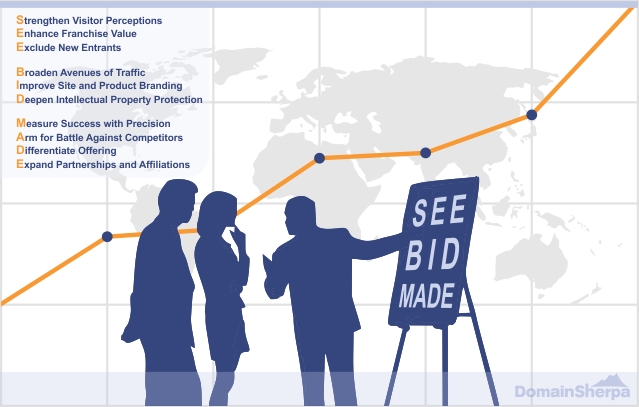 Strengthen Visitor Perceptions
Enhance Franchise Value
Exclude New Entrants
Broaden Avenues of Traffic
Improve Site and Product Branding
Deepen Intellectual Property Protection
Measure Success with Precision
Arm for Battle Against Competitors
Differentiate Offering
Expand Partnerships and Affiliations
SEE
BID
MADE
DomainSherpa